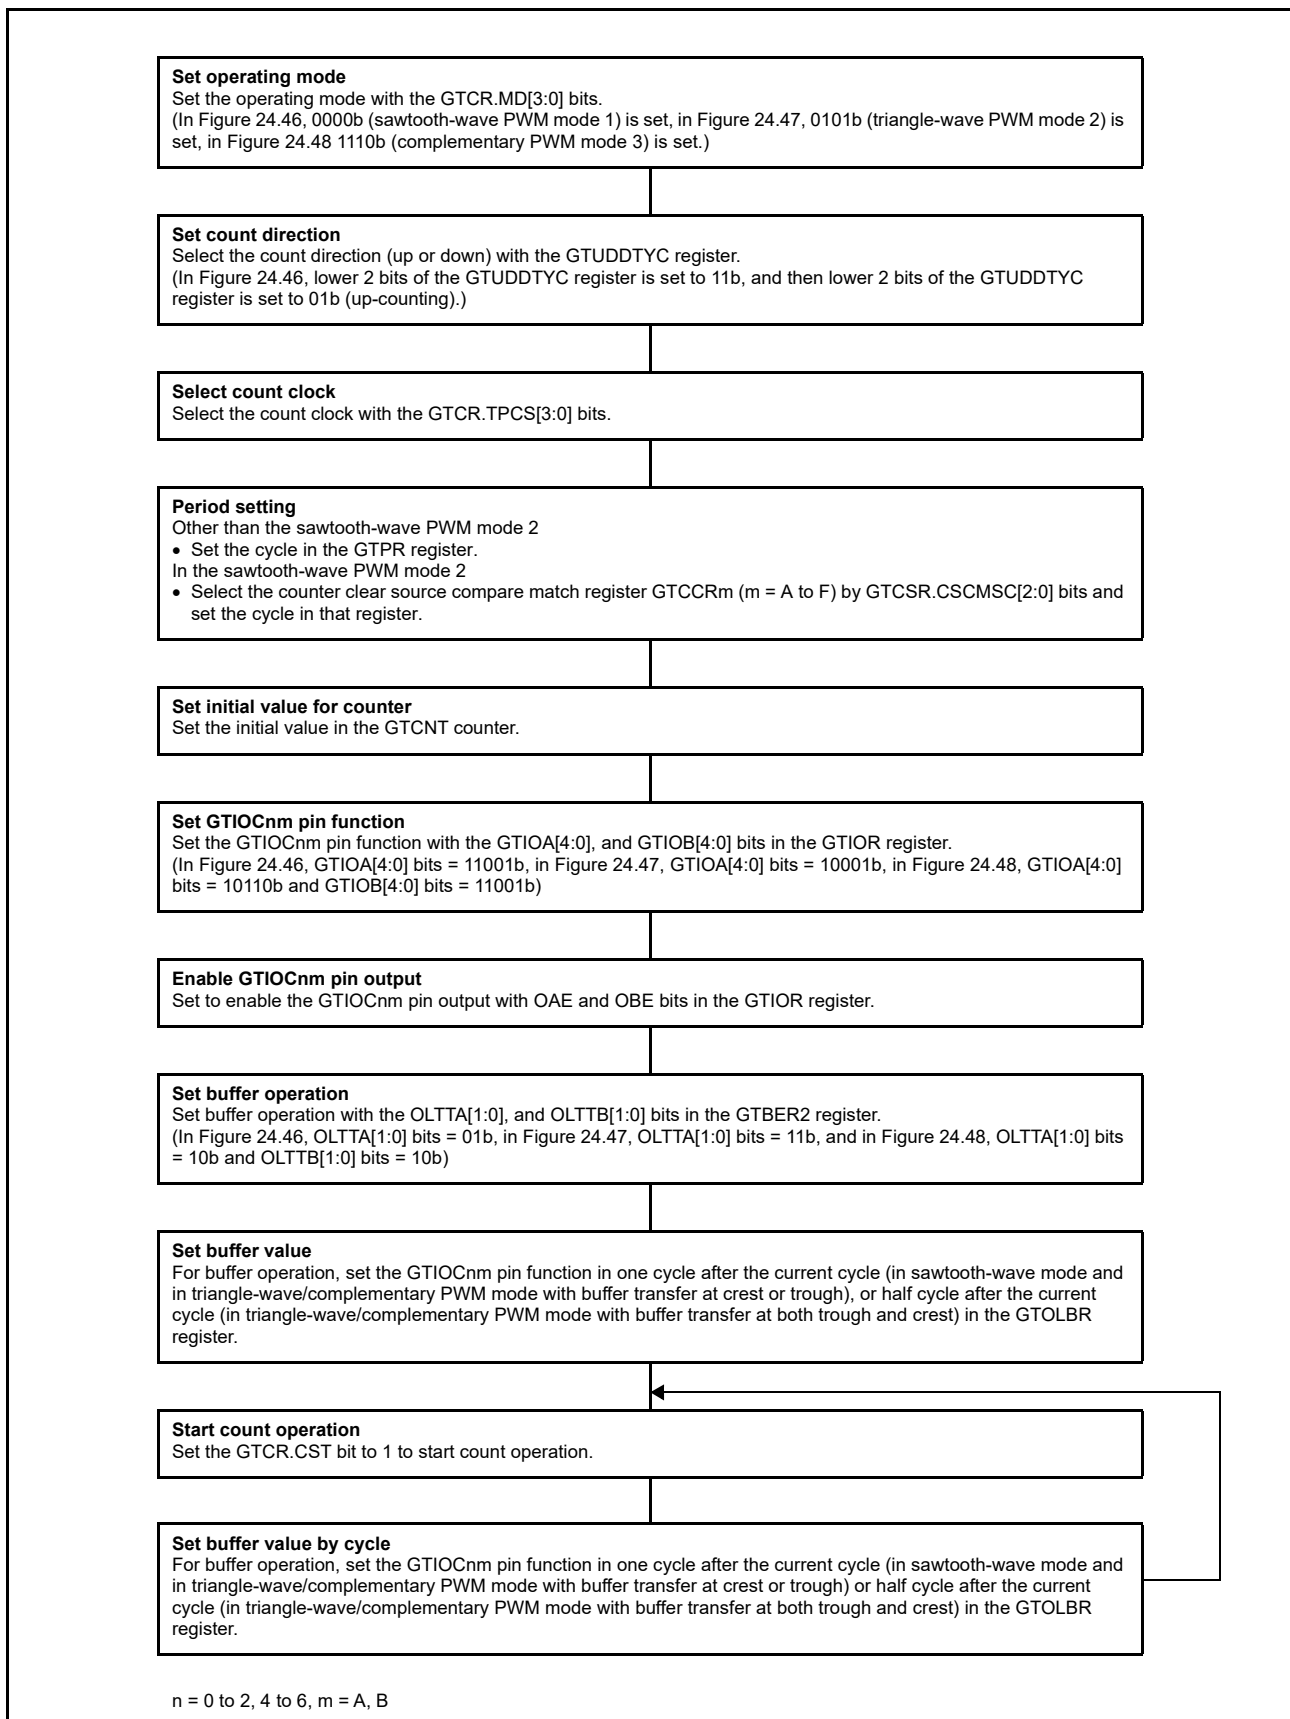 Set operating mode
Set the operating mode with the GTCR.MD[3:0] bits.
(In Figure 24.46, 0000b (sawtooth-wave PWM mode 1) is set, in Figure 24.47, 0101b (triangle-wave PWM mode 2) is
set, in Figure 24.48 1110b (complementary PWM mode 3) is set.)
Set count direction
Select the count direction (up or down) with the GTUDDTYC register.
(In Figure 24.46, lower 2 bits of the GTUDDTYC register is set to 11b, and then lower 2 bits of the GTUDDTYC
register is set to 01b (up-counting).)
Select count clock
Select the count clock with the GTCR.TPCS[3:0] bits.
Period setting
Other than the sawtooth-wave PWM mode 2
• Set the cycle in the GTPR register.
In the sawtooth-wave PWM mode 2
• Select the counter clear source compare match register GTCCRm (m = A to F) by GTCSR.CSCMSC[2:0] bits and
set the cycle in that register.
Set initial value for counter
Set the initial value in the GTCNT counter.
Set GTIOCnm pin function
Set the GTIOCnm pin function with the GTIOA[4:0], and GTIOB[4:0] bits in the GTIOR register.
(In Figure 24.46, GTIOA[4:0] bits = 11001b, in Figure 24.47, GTIOA[4:0] bits = 10001b, in Figure 24.48, GTIOA[4:0]
bits = 10110b and GTIOB[4:0] bits = 11001b)
Enable GTIOCnm pin output
Set to enable the GTIOCnm pin output with OAE and OBE bits in the GTIOR register.
Set buffer operation
Set buffer operation with the OLTTA[1:0], and OLTTB[1:0] bits in the GTBER2 register.
(In Figure 24.46, OLTTA[1:0] bits = 01b, in Figure 24.47, OLTTA[1:0] bits = 11b, and in Figure 24.48, OLTTA[1:0] bits
= 10b and OLTTB[1:0] bits = 10b)
Set buffer value
For buffer operation, set the GTIOCnm pin function in one cycle after the current cycle (in sawtooth-wave mode and
in triangle-wave/complementary PWM mode with buffer transfer at crest or trough), or half cycle after the current
cycle (in triangle-wave/complementary PWM mode with buffer transfer at both trough and crest) in the GTOLBR
register.
Start count operation
Set the GTCR.CST bit to 1 to start count operation.
Set buffer value by cycle
For buffer operation, set the GTIOCnm pin function in one cycle after the current cycle (in sawtooth-wave mode and
in triangle-wave/complementary PWM mode with buffer transfer at crest or trough) or half cycle after the current
cycle (in triangle-wave/complementary PWM mode with buffer transfer at both trough and crest) in the GTOLBR
register.
n = 0 to 2, 4 to 6, m = A, B